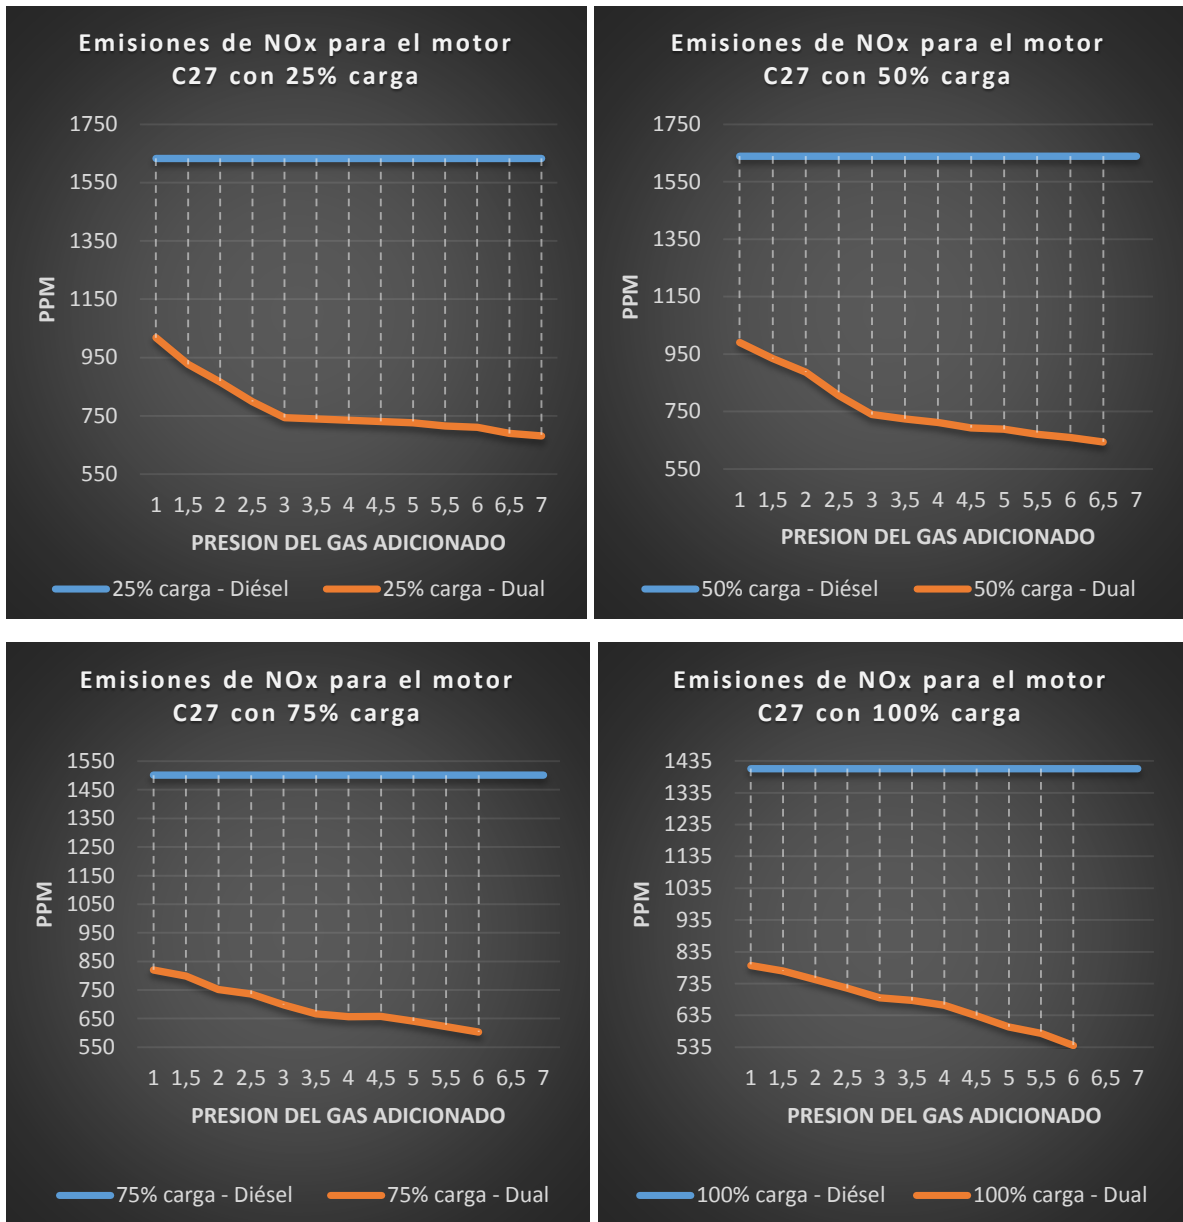 Emisiones de NOx para el motor
C27 con 25% carga
1750
1550
1350
1150
950
750
550
PPM
1 1,5 2 2,5 3 3,5 4 4,5 5 5,5 6 6,5 7
PRESION DEL GAS ADICIONADO
25% carga - Diésel 25% carga - Dual
Emisiones de NOx para el motor
C27 con 50% carga
1750
1550
1350
1150
950
750
550
PPM
1 1,5 2 2,5 3 3,5 4 4,5 5 5,5 6 6,5 7
PRESION DEL GAS ADICIONADO
50% carga - Diésel 50% carga - Dual
Emisiones de NOx para el motor
C27 con 75% carga
1550
1450
1350
1250
1150
1050
950
850
750
650
550
PPM
1 1,5 2 2,5 3 3,5 4 4,5 5 5,5 6 6,5 7
PRESION DEL GAS ADICIONADO
75% carga - Diésel 75% carga - Dual
Emisiones de NOx para el motor
C27 con 100% carga
1435
1335
1235
1135
1035
935
835
735
635
535
PPM
1 1,5 2 2,5 3 3,5 4 4,5 5 5,5 6 6,5 7
PRESION DEL GAS ADICIONADO
100% carga - Diésel 100% carga - Dual